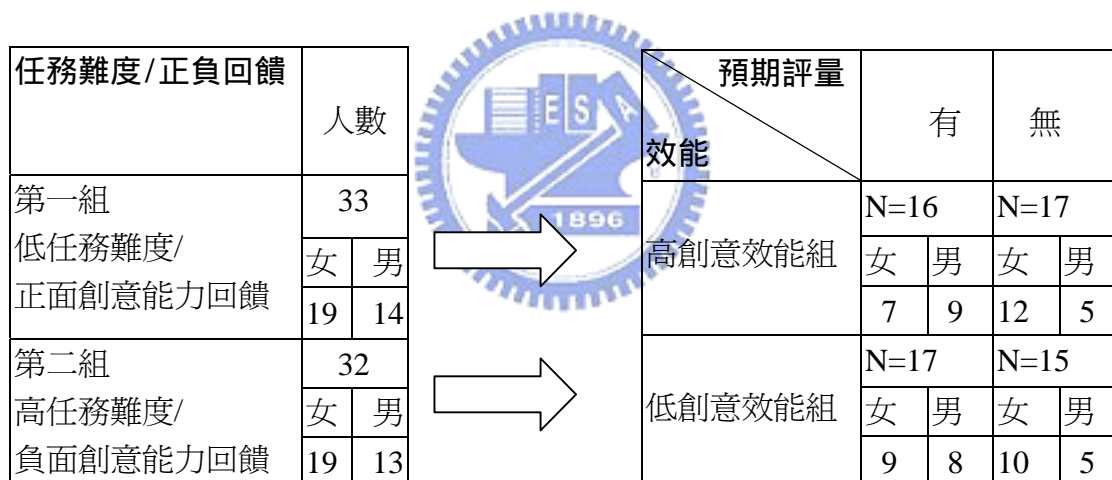 任務難度/正負回饋
人數
第一組
低任務難度/
正面創意能力回饋
33
女 男
19 14
第二組
高任務難度/
負面創意能力回饋
32
女 男
19 13
E S A
1896
預期評量
效能
有 無
高創意效能組
N=16 N=17
女 男 女 男
7 9 12 5
低創意效能組
N=17 N=15
女 男 女 男
9 8 10 5